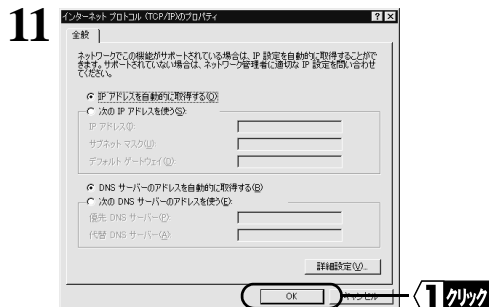 11
インターネット プロトコル (TCP/IP)のプロパティ
全般
ネットワークでこの機能がサポートされている場合は、IP 設定を自動的に取得することがで
きます。サポートされていない場合は、ネットワーク管理者に適切な IP 設定を問い合わせ
てください。
IP アドレスを自動的に取得する(O)
次の IP アドレスを使う(S):
IP アドレス(I):
サブネット マスク(U):
デフォルト ゲートウェイ(D):
DNS サーバーのアドレスを自動的に取得する(B)
次の DNS サーバーのアドレスを使う(E):
優先 DNS サーバー(P):
代替 DNS サーバー(A):
詳細設定(V)...
OK
キャンセル
1 クリック